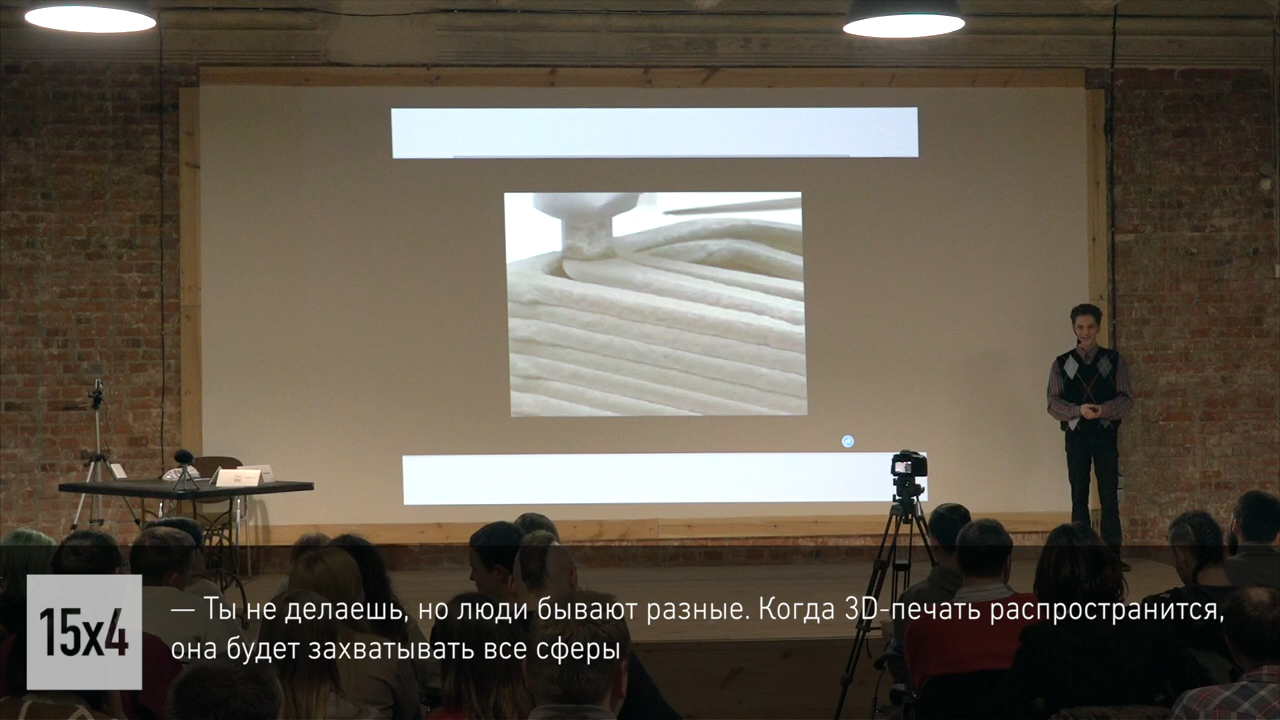 — Ты не делаешь, но люди бывают разные. Когда 3D-печать распространится,
она будет захватывать все сферы
15x4